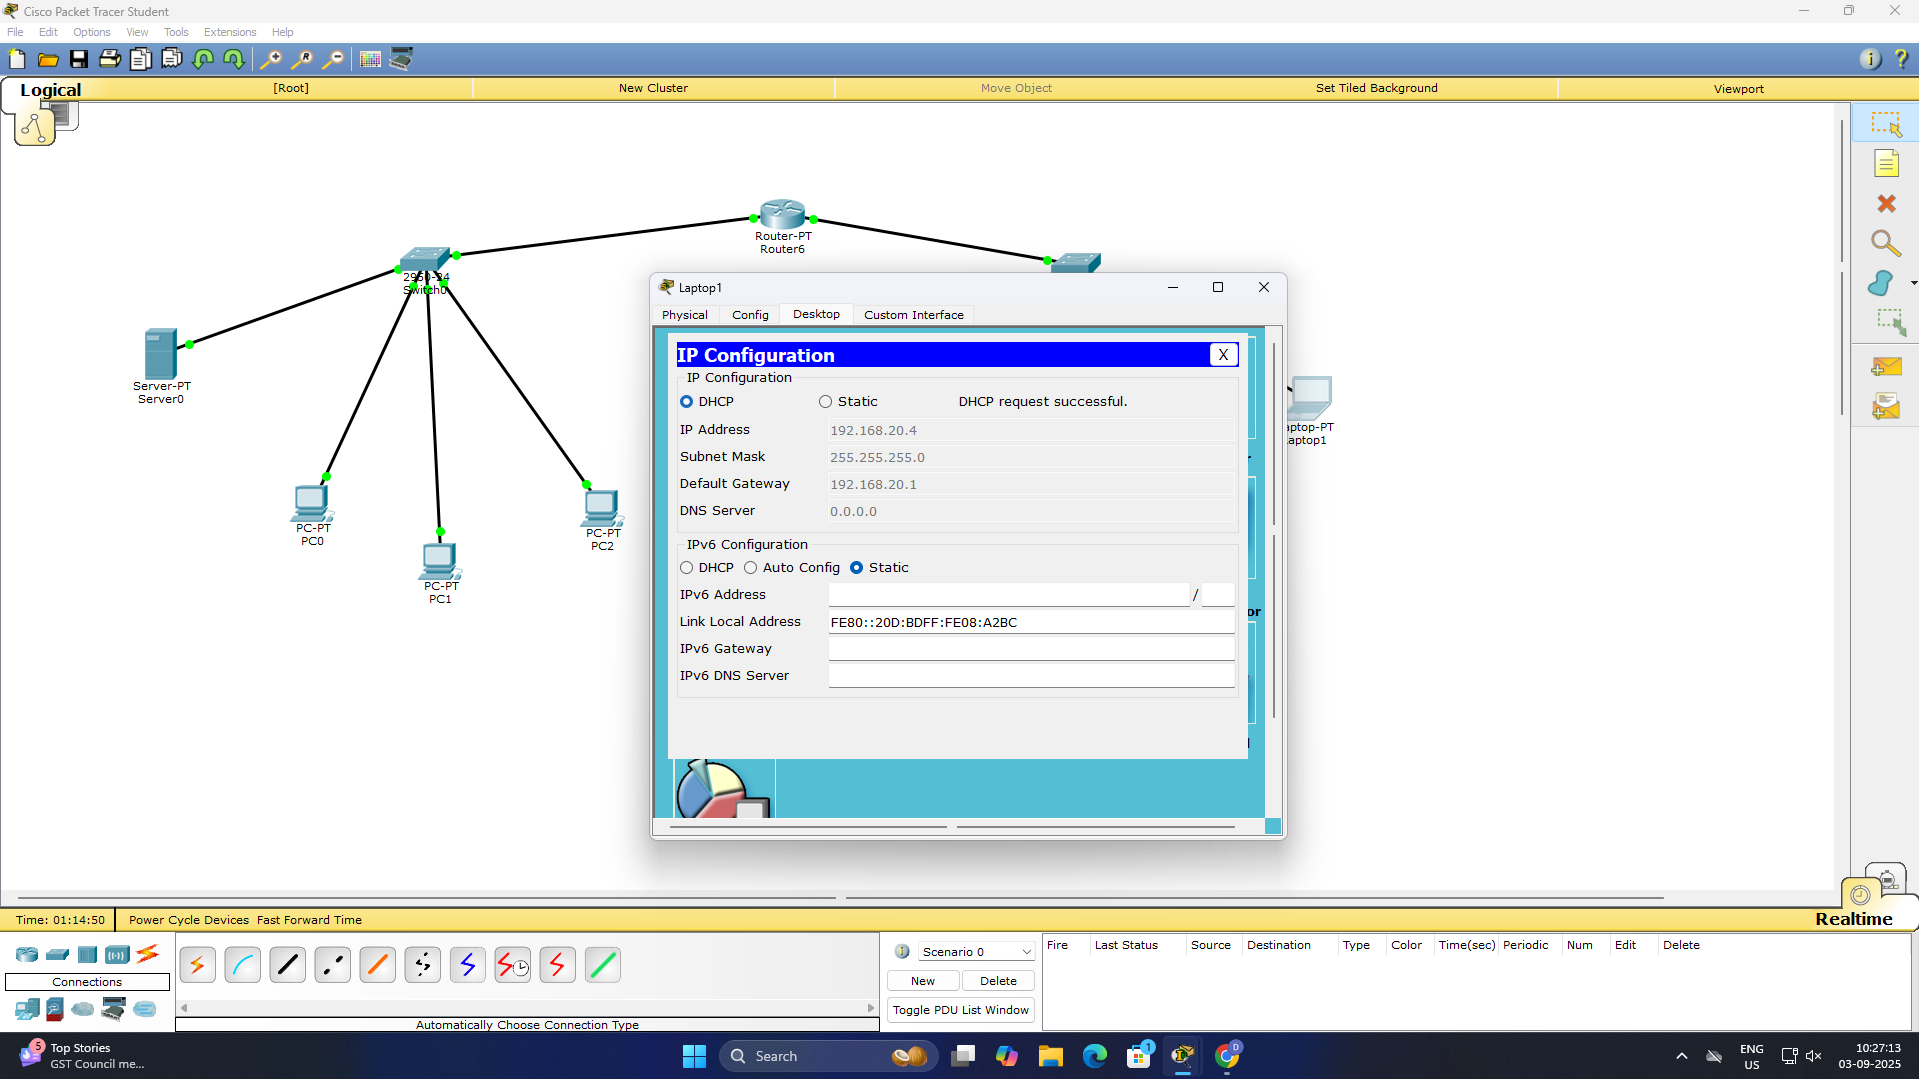 Cisco Packet Tracer Student
File Edit Options View Tools Extensions Help
Logical [Root] New Cluster Move Object Set Tiled Background Viewport
Router-PT
Router6
2950-24
Switch0
Server-PT
Server0
PC-PT
PC0
PC-PT
PC1
PC-PT
PC2
aptop-PT
aptop1
Laptop1
Physical Config Desktop Custom Interface
IP Configuration X
IP Configuration
DHCP Static DHCP request successful.
IP Address 192.168.20.4
Subnet Mask 255.255.255.0
Default Gateway 192.168.20.1
DNS Server 0.0.0.0
IPv6 Configuration
DHCP Auto Config Static
IPv6 Address /
or
Link Local Address FE80::20D:BDFF:FE08:A2BC
IPv6 Gateway
IPv6 DNS Server
Time: 01:14:50 Power Cycle Devices Fast Forward Time Realtime
Connections
Automatically Choose Connection Type
Scenario 0
New Delete
Toggle PDU List Window
Fire Last Status Source Destination Type Color Time(sec) Periodic Num Edit Delete
5 Top Stories
GST Council me...
Search
1
D
ENG
US
10:27:13
03-09-2025